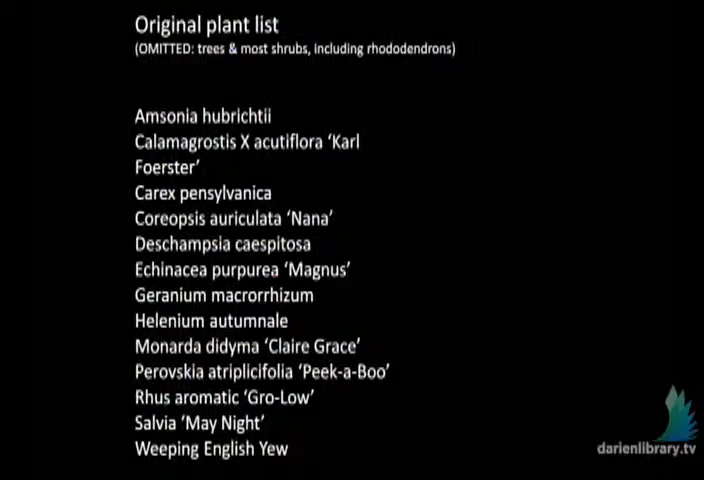 Original plant list
(OMITTED: trees & most shrubs, including rhododendrons)
Amsonia hubrichtii
Calamagrostis X acutiflora ‘Karl
Foerster’
Carex pensylvanica
Coreopsis auriculata ‘Nana’
Deschampsia caespitosa
Echinacea purpurea ‘Magnus’
Geranium macrorrhizum
Helenium autumnale
Monarda didyma ‘Claire Grace’
Perovskia atriplicifolia ‘Peek-a-Boo’
Rhus aromatic ‘Gro-Low’
Salvia ‘May Night’
Weeping English Yew
darienlibrary.tv